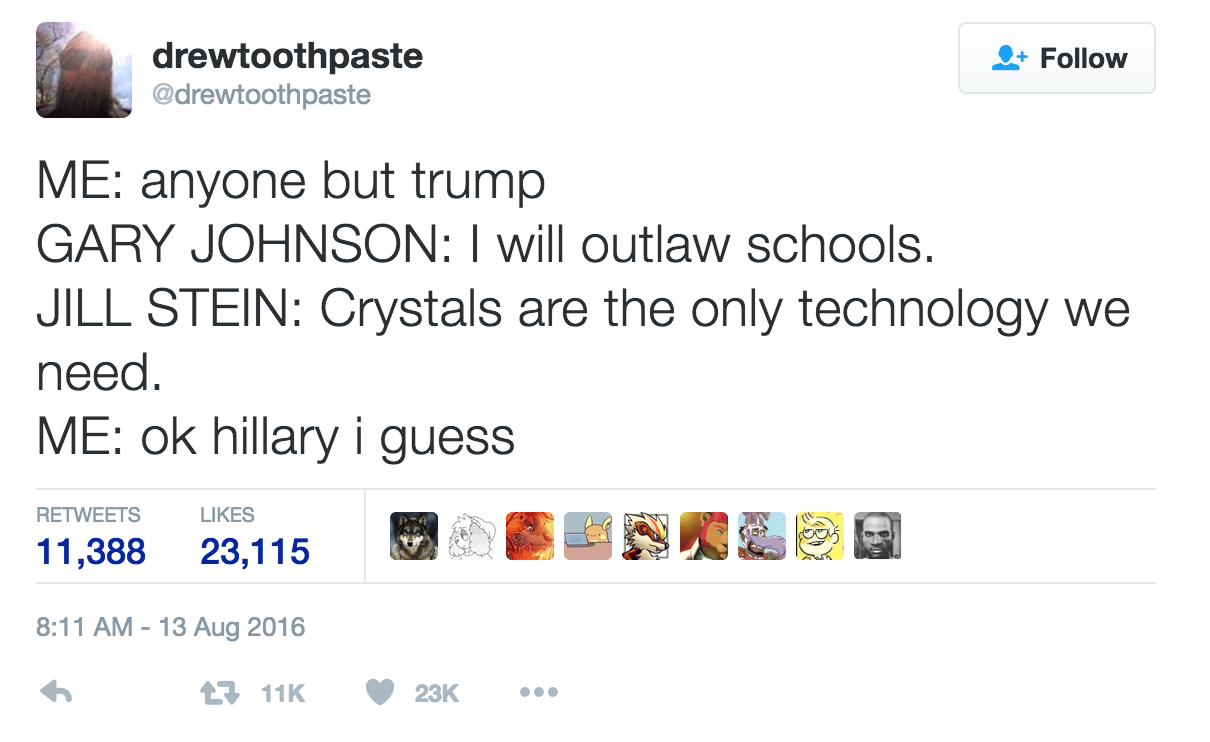 drewtoothpaste
@drewtoothpaste
Follow
ME: anyone but trump
GARY JOHNSON: I will outlaw schools.
JILL STEIN: Crystals are the only technology we
need.
ME: ok hillary i guess
RETWEETS LIKES
11,388 23,115
8:11 AM - 13 Aug 2016
11K 23K